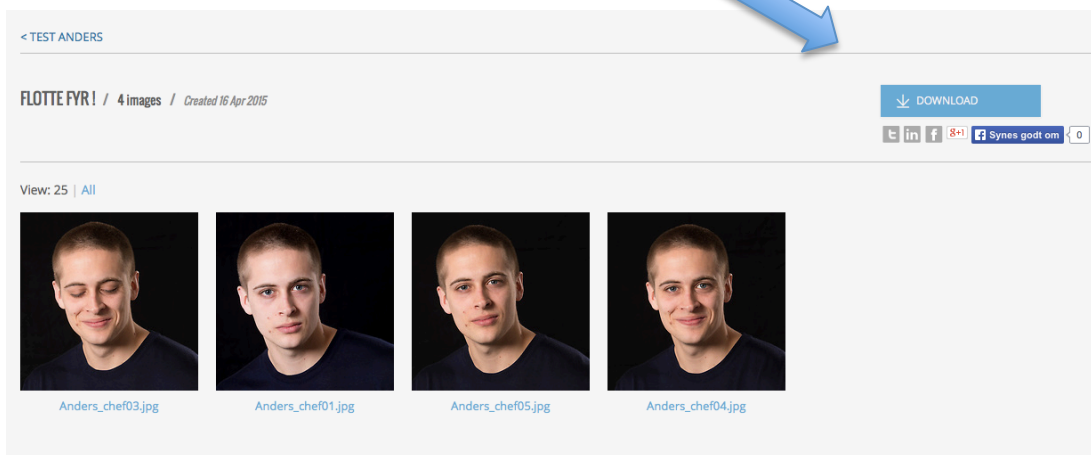 < TEST ANDERS
FLOTTE FYR ! / 4 images / Created 16 Apr 2015
DOWNLOAD
t in f g+1 f Synes godt om 0
View: 25 | All
Anders_chef03.jpg Anders_chef01.jpg Anders_chef05.jpg Anders_chef04.jpg